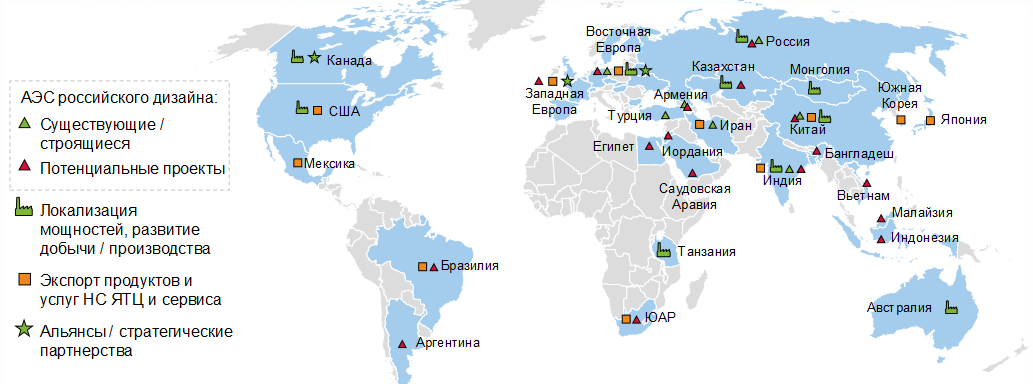 АЭС российского дизайна:
Существующие /
строящиеся
Потенциальные проекты
Локализация
мощностей, развитие
добычи / производства
Экспорт продуктов и
услуг НС ЯТЦ и сервиса
Апьянсы / стратегические
партнерства
Канада
США
Мексика
Бразилия
Аргентина
Восточная
Европа
Западная
Европа
Россия
Казахстан
Монголия
Южная
Корея
Япония
Армения
Турция
Иран
Китай
Египет
Иордания
Бангладеш
Индия
Саудовская
Аравия
Вьетнам
Малайзия
Индонезия
Танзания
Австралия
ЮАР